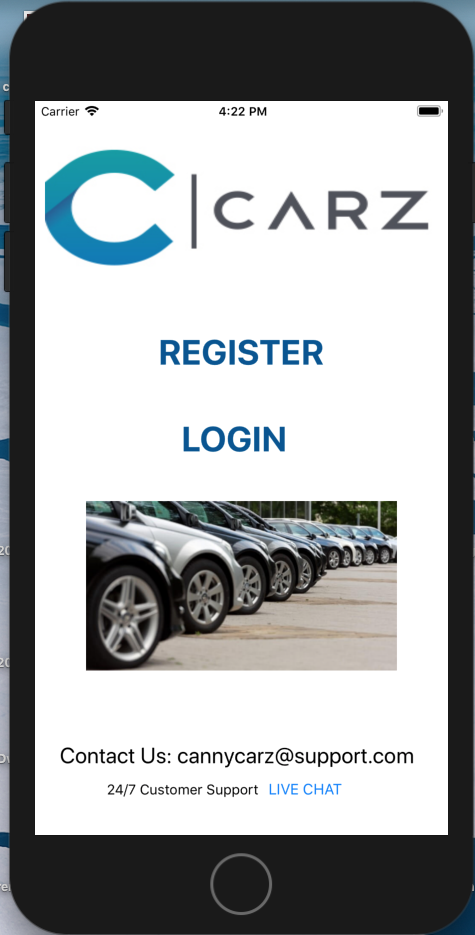 Carrier 4:22 PM
C | CARZ
REGISTER
LOGIN
Contact Us: cannycarz@support.com
24/7 Customer Support LIVE CHAT